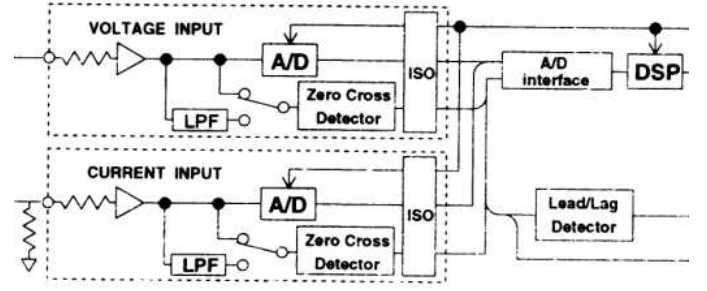 VOLTAGE INPUT
A/D
ISO
A/D
interface
DSP
Zero Cross
Detector
LPF
CURRENT INPUT
A/D
ISO
Lead/Lag
Detector
Zero Cross
Detector
LPF